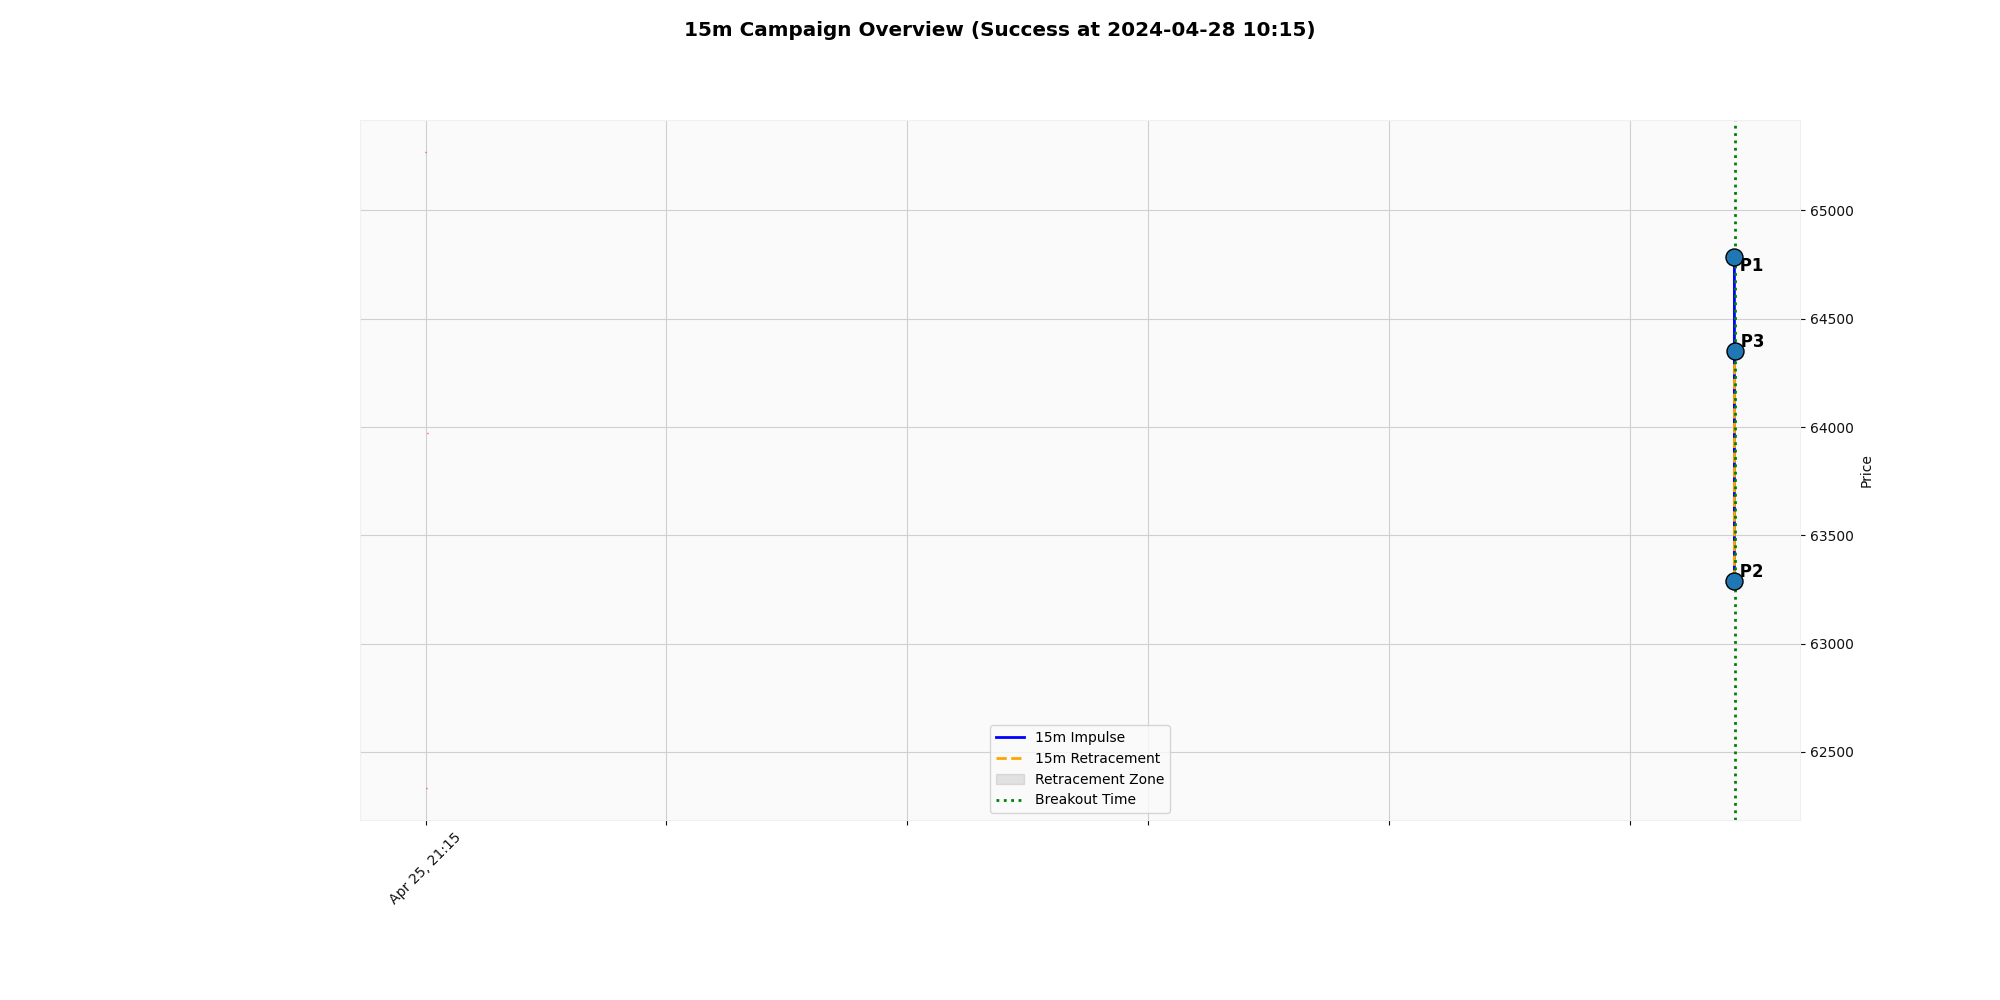 15m Campaign Overview (Success at 2024-04-28 10:15)
65000
P1
64500
P3
64000
Price
63500
P2
63000
62500
15m Impulse
15m Retracement
Retracement Zone
Breakout Time
Apr 25, 21:15